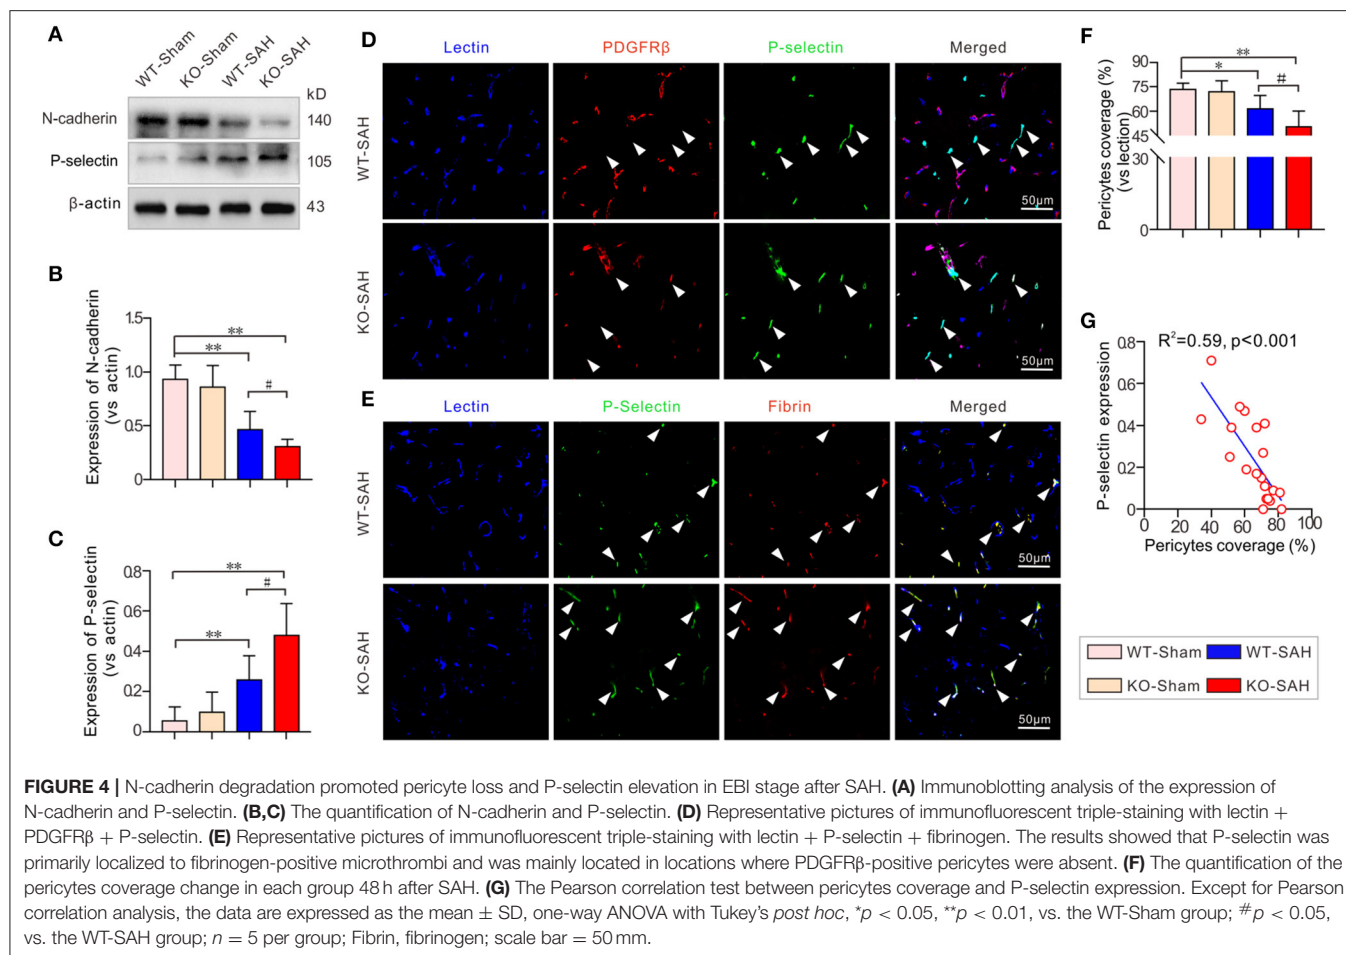 A
WT-Sham
KO-Sham
WT-SAH
KO-SAH
kD
N-cadherin
140
P-selectin
105
β-actin
43
B
Expression of N-cadherin
(vs actin)
1.5
1.0
0.5
0
**
**
#
C
Expression of P-selectin
(vs actin)
0.8
0.6
0.4
0.2
0
**
**
#
D
Lectin
PDGFRβ
P-selectin
Merged
WT-SAH
50μm
KO-SAH
50μm
E
Lectin
P-Selectin
Fibrin
Merged
WT-SAH
50μm
KO-SAH
50μm
F
Pericytes coverage (%)
(vs lection)
90
75
60
45
30
0
**
*
#
G
R²=0.59, p<0.001
P-selectin expression
0.8
0.6
0.4
0.2
0
0 20 40 60 80 100
Pericytes coverage (%)
WT-Sham WT-SAH
KO-Sham KO-SAH
FIGURE 4 | N-cadherin degradation promoted pericyte loss and P-selectin elevation in EBI stage after SAH. (A) Immunoblotting analysis of the expression of
N-cadherin and P-selectin. (B,C) The quantification of N-cadherin and P-selectin. (D) Representative pictures of immunofluorescent triple-staining with lectin +
PDGFRβ + P-selectin. (E) Representative pictures of immunofluorescent triple-staining with lectin + P-selectin + fibrinogen. The results showed that P-selectin was
primarily localized to fibrinogen-positive microthrombi and was mainly located in locations where PDGFRβ-positive pericytes were absent. (F) The quantification of the
pericytes coverage change in each group 48 h after SAH. (G) The Pearson correlation test between pericytes coverage and P-selectin expression. Except for Pearson
correlation analysis, the data are expressed as the mean ± SD, one-way ANOVA with Tukey's post hoc, *p < 0.05, **p < 0.01, vs. the WT-Sham group; #p < 0.05,
vs. the WT-SAH group; n = 5 per group; Fibrin, fibrinogen; scale bar = 50 mm.